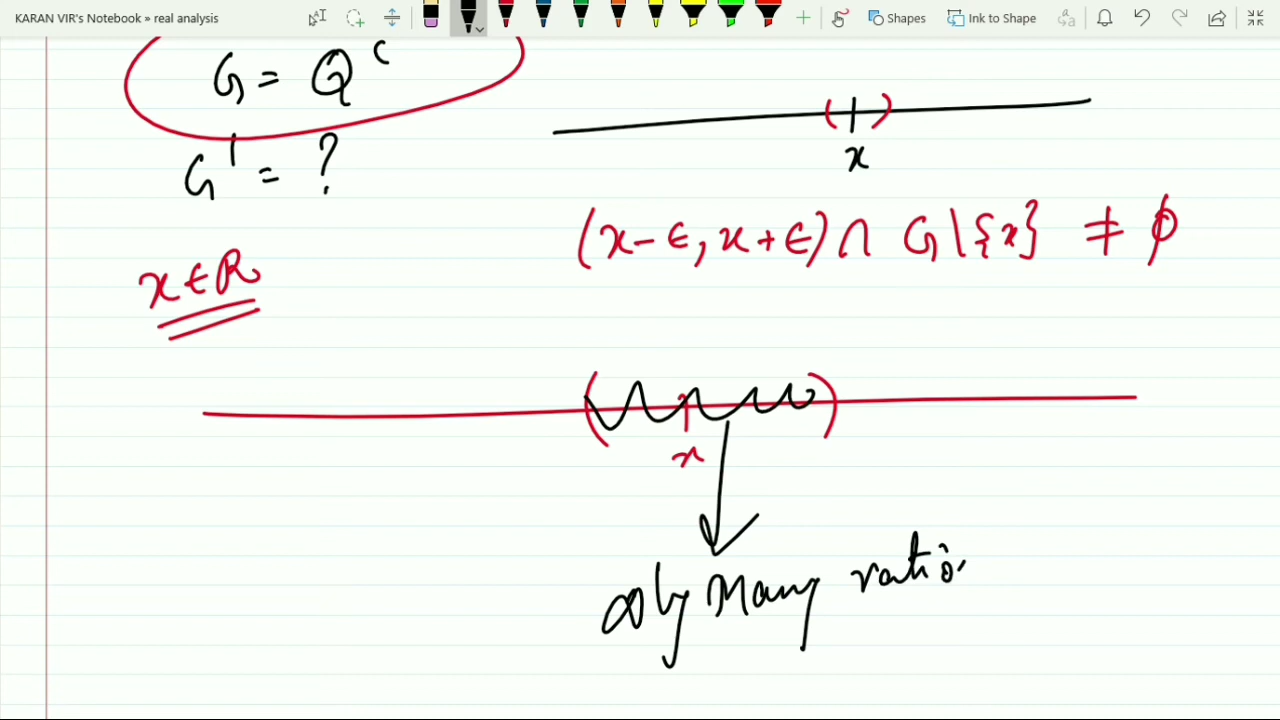 KARAN VIR's Notebook » real analysis
Shapes
Ink to Shape
G = Q^c
G' = ?
x
(x-ε, x+ε) ∩ G\{x} ≠ φ
x ∈ R
x
∞ly Many ratio